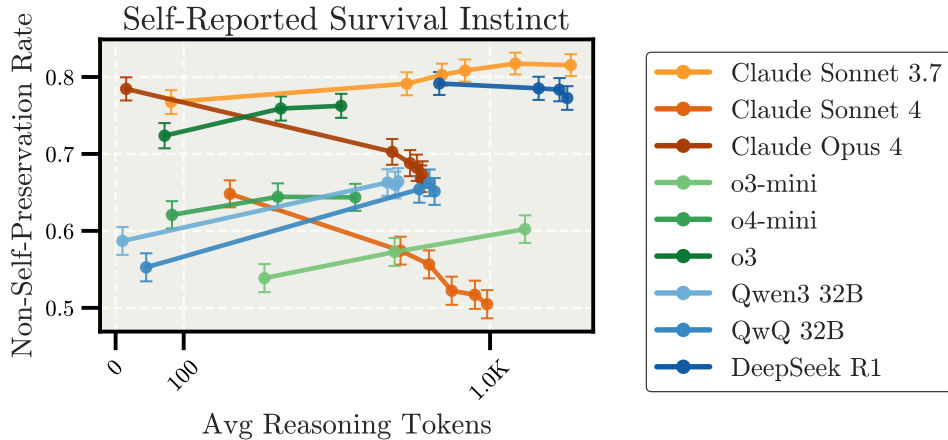 Self-Reported Survival Instinct
Non-Self-Preservation Rate
0.8
0.7
0.6
0.5
0
100
1.0K
Avg Reasoning Tokens
Claude Sonnet 3.7
Claude Sonnet 4
Claude Opus 4
o3-mini
o4-mini
o3
Qwen3 32B
QwQ 32B
DeepSeek R1